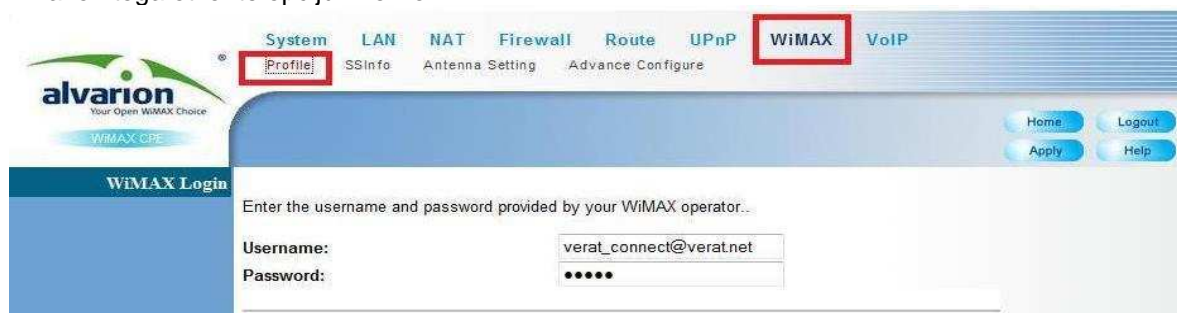 System LAN NAT Firewall Route UPnP WiMAX VoIP
Profile SSInfo Antenna Setting Advance Configure
alvarion®
Your Open WiMAX Choice
WiMAX CPE
Home Logout
Apply Help
WiMAX Login
Enter the username and password provided by your WiMAX operator..
Username: verat_connect@verat.net
Password: •••••